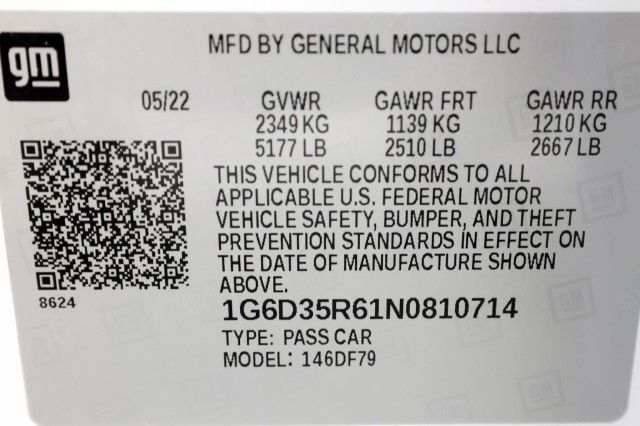 gm
MFD BY GENERAL MOTORS LLC
05/22 GVWR GAWR FRT GAWR RR
2349 KG 1139 KG 1210 KG
5177 LB 2510 LB 2667 LB
THIS VEHICLE CONFORMS TO ALL
APPLICABLE U.S. FEDERAL MOTOR
VEHICLE SAFETY, BUMPER, AND THEFT
PREVENTION STANDARDS IN EFFECT ON
THE DATE OF MANUFACTURE SHOWN
ABOVE.
8624
1G6D35R61N0810714
TYPE: PASS CAR
MODEL: 146DF79